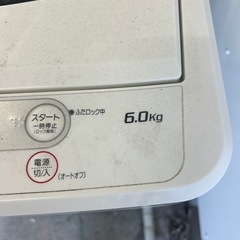 スタート
一時停止
(ロック解除)
ふたロック中
6.0kg
電源
切/入
(オートオフ)